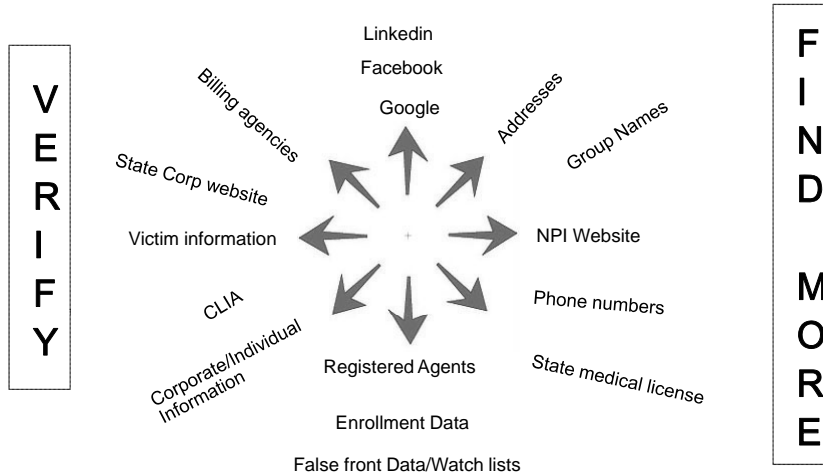 VERIFY
Linkedin
Facebook
Google
Billing agencies
Addresses
Group Names
State Corp website
Victim information
NPI Website
CLIA
Phone numbers
Corporate/Individual
Information
Registered Agents
State medical license
Enrollment Data
False front Data/Watch lists
FIND MORE